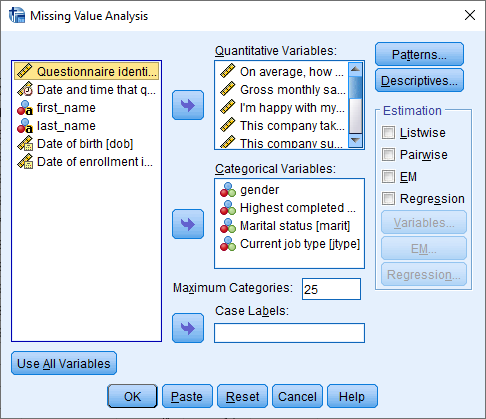 Missing Value Analysis
Questionnaire identi...
Date and time that q...
first_name
last_name
Date of birth [dob]
Date of enrollment i...
Use All Variables
Quantitative Variables:
On average, how ...
Gross monthly sa...
I'm happy with my...
This company tak...
This company su...
Categorical Variables:
gender
Highest completed ...
Marital status [marit]
Current job type [jtype]
Maximum Categories:
25
Case Labels:
Patterns...
Descriptives...
Estimation
Listwise
Pairwise
EM
Regression
Variables...
EM...
Regression...
OK
Paste
Reset
Cancel
Help